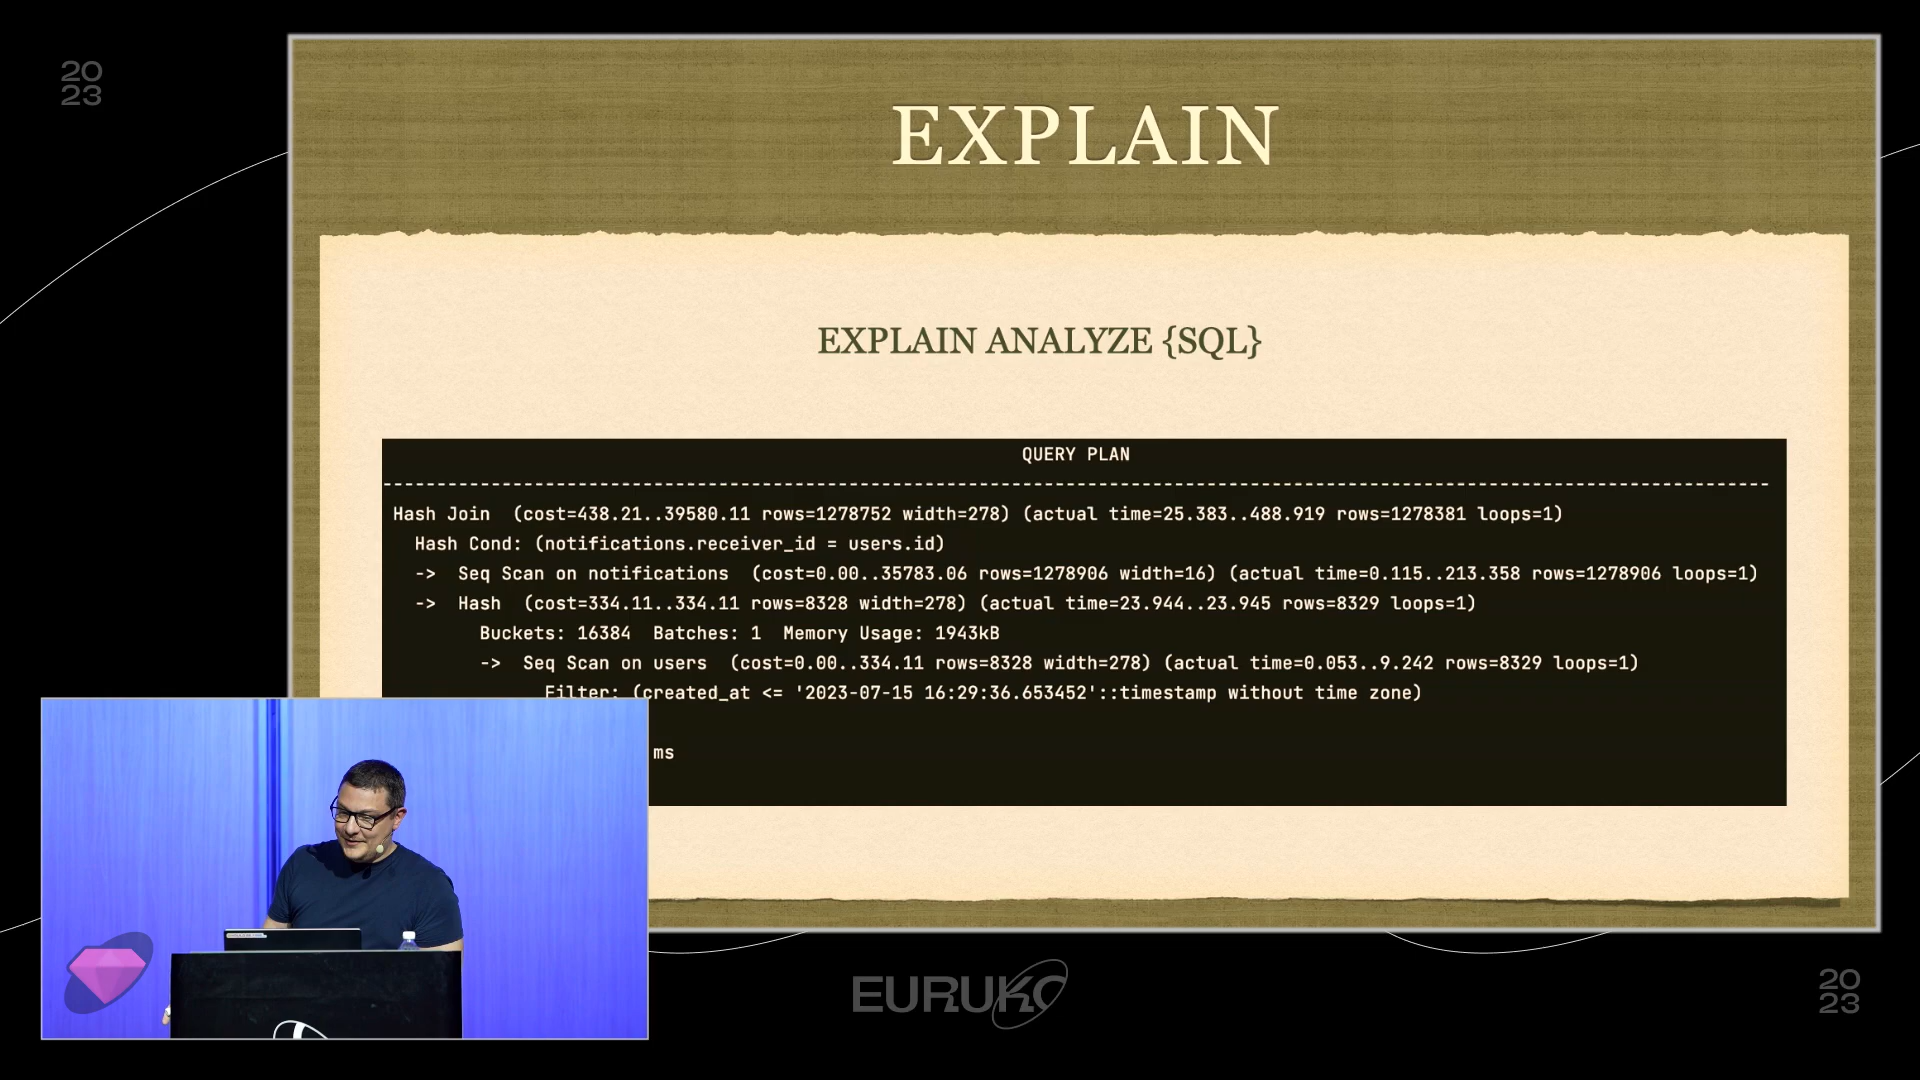 20
23
EXPLAIN
EXPLAIN ANALYZE {SQL}
QUERY PLAN
Hash Join  (cost=438.21..39580.11 rows=1278752 width=278) (actual time=25.383..488.919 rows=1278381 loops=1)
Hash Cond: (notifications.receiver_id = users.id)
->  Seq Scan on notifications  (cost=0.00..35783.06 rows=1278906 width=16) (actual time=0.115..213.358 rows=1278906 loops=1)
->  Hash  (cost=334.11..334.11 rows=8328 width=278) (actual time=23.944..23.945 rows=8329 loops=1)
Buckets: 16384  Batches: 1  Memory Usage: 1943kB
->  Seq Scan on users  (cost=0.00..334.11 rows=8328 width=278) (actual time=0.053..9.242 rows=8329 loops=1)
Filter: (created_at <= '2023-07-15 16:29:36.653452'::timestamp without time zone)
ms
EURUKO
20
23